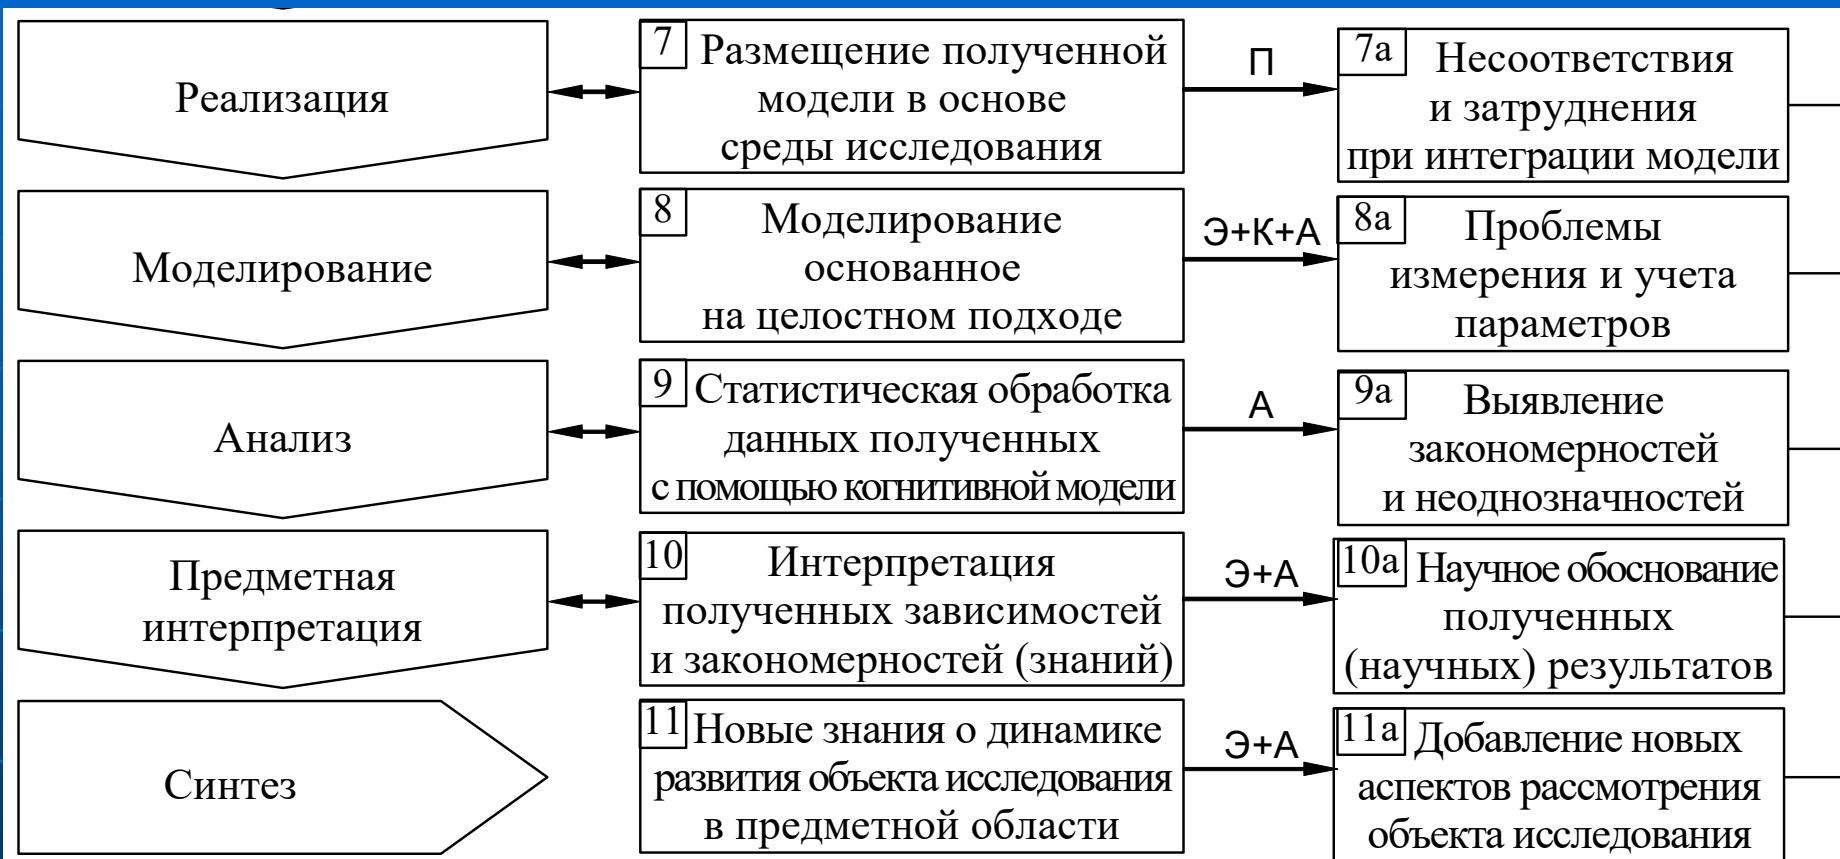 Реализация
7 Размещение полученной
модели в основе
среды исследования
П
7а Несоответствия
и затруднения
при интеграции модели
Моделирование
8 Моделирование
основанное
на целостном подходе
Э+К+А
8а Проблемы
измерения и учета
параметров
Анализ
9 Статистическая обработка
данных полученных
с помощью когнитивной модели
А
9а Выявление
закономерностей
и неоднозначностей
Предметная
интерпретация
10 Интерпретация
полученных зависимостей
и закономерностей (знаний)
Э+А
10а Научное обоснование
полученных
(научных) результатов
Синтез
11 Новые знания о динамике
развития объекта исследования
в предметной области
Э+А
11а Добавление новых
аспектов рассмотрения
объекта исследования